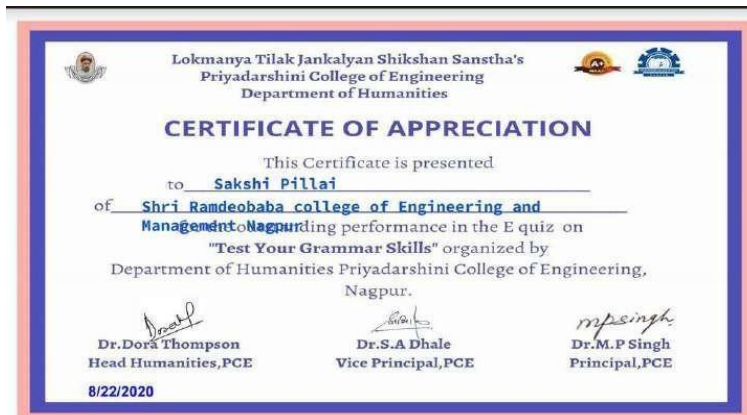 Lokmanya Tilak Jankalyan Shikshan Sanstha's
Priyadarshini College of Engineering
Department of Humanities
CERTIFICATE OF APPRECIATION
This Certificate is presented
to Sakshi Pillai
of Shri Ramdeobaba college of Engineering and
Management Nagpur
performance in the E quiz on
"Test Your Grammar Skills" organized by
Department of Humanities Priyadarshini College of Engineering,
Nagpur.
mpsingh
Dr.Dora Thompson Dr.S.A Dhale Dr.M.P Singh
Head Humanities,PCE Vice Principal,PCE Principal,PCE
8/22/2020